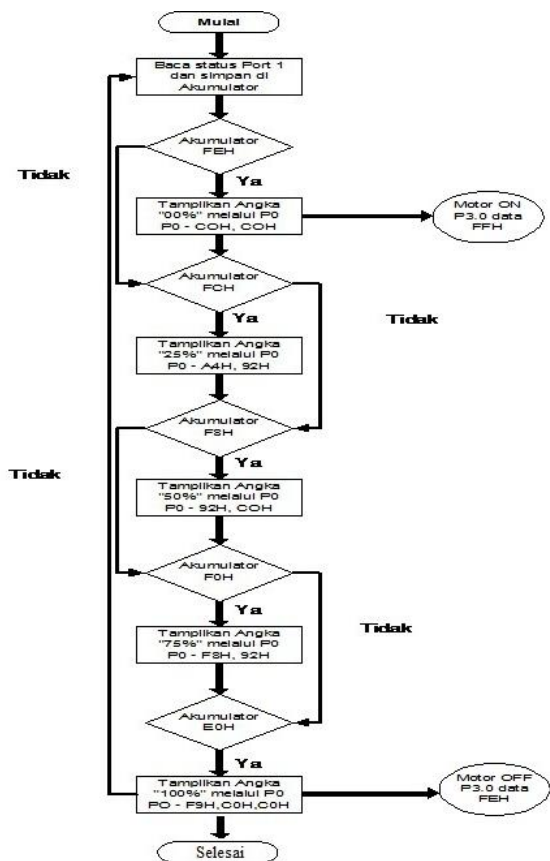 Mulai
Baca status Port 1
dan simpan di
Akumulator
Akumulator
FEH
Tidak
Ya
Tampilkan Angka
"00%" melalui P0
P0 - COH, COH
Motor ON
P3.0 data
FFH
Akumulator
FCH
Ya
Tidak
Tampilkan Angka
"25%" melalui P0
P0 - A4H, 92H
Akumulator
F8H
Tidak
Ya
Tampilkan Angka
"50%" melalui P0
P0 - 92H, COH
Akumulator
F0H
Ya
Tidak
Tampilkan Angka
"75%" melalui P0
P0 - F8H, 92H
Akumulator
E0H
Ya
Tampilkan Angka
"100%" melalui P0
PO - F9H,C0H,C0H
Motor OFF
P3.0 data
FEH
Selesai